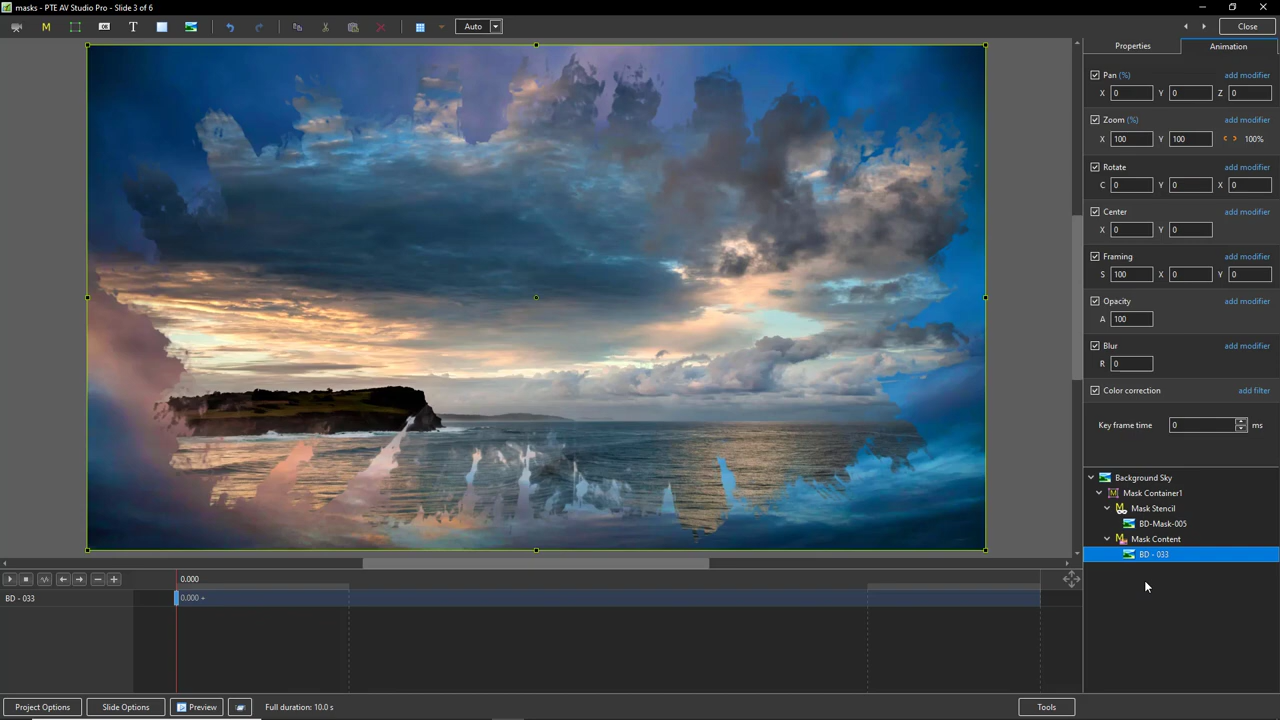 masks - PTE AV Studio Pro - Slide 3 of 6
M OK T Auto Close
Properties Animation
Pan (%) add modifier
X 0 Y 0 Z 0
Zoom (%) add modifier
X 100 Y 100 100%
Rotate add modifier
C 0 Y 0 X 0
Center add modifier
X 0 Y 0
Framing add modifier
S 100 X 0 Y 0
Opacity add modifier
A 100
Blur add modifier
R 0
Color correction add filter
Key frame time 0 ms
Background Sky
Mask Container1
Mask Stencil
BD-Mask-005
Mask Content
BD - 033
0.000
BD - 033 0.000 +
Project Options Slide Options Preview Full duration: 10.0 s Tools